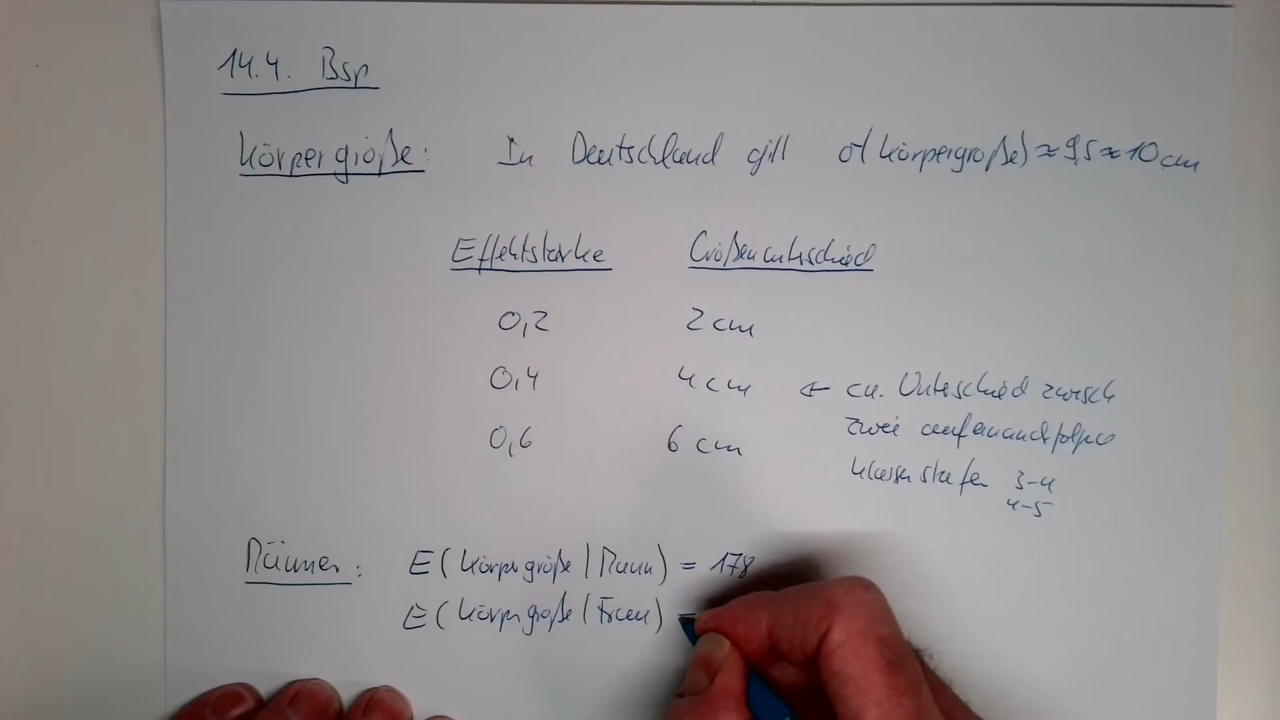 14.4. Bsp
Körpergröße: In Deutschland gilt σ(Körpergröße) ≈ 9,5 ≈ 10 cm
Effektstärke Größenunterschied
0,2 2 cm
0,4 4 cm ← ca. Unterschied zwisch
0,6 6 cm zwei aufeinanderfolgen
Klassenstufen 3-4
4-5
Männer: E(Körpergröße | Mann) = 178
E(Körpergröße | Frau) =